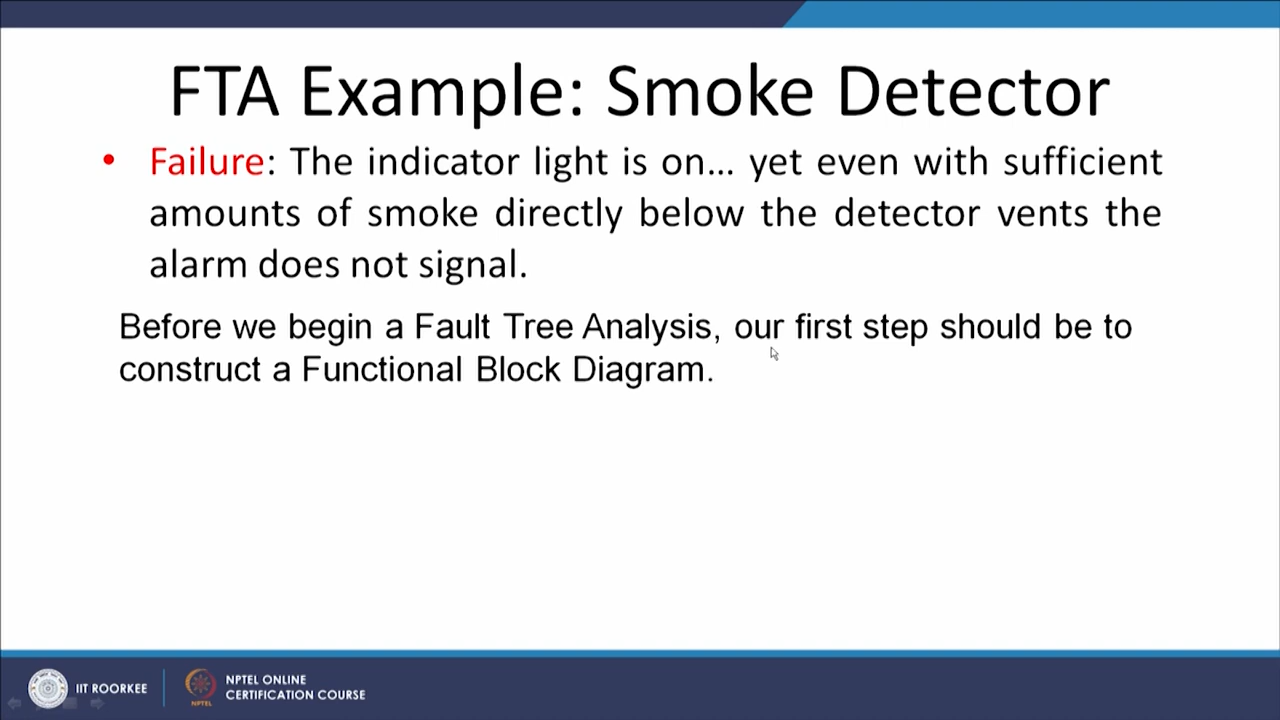 FTA Example: Smoke Detector
• Failure: The indicator light is on... yet even with sufficient
amounts of smoke directly below the detector vents the
alarm does not signal.
Before we begin a Fault Tree Analysis, our first step should be to
construct a Functional Block Diagram.
IIT ROORKEE
NPTEL
NPTEL ONLINE
CERTIFICATION COURSE